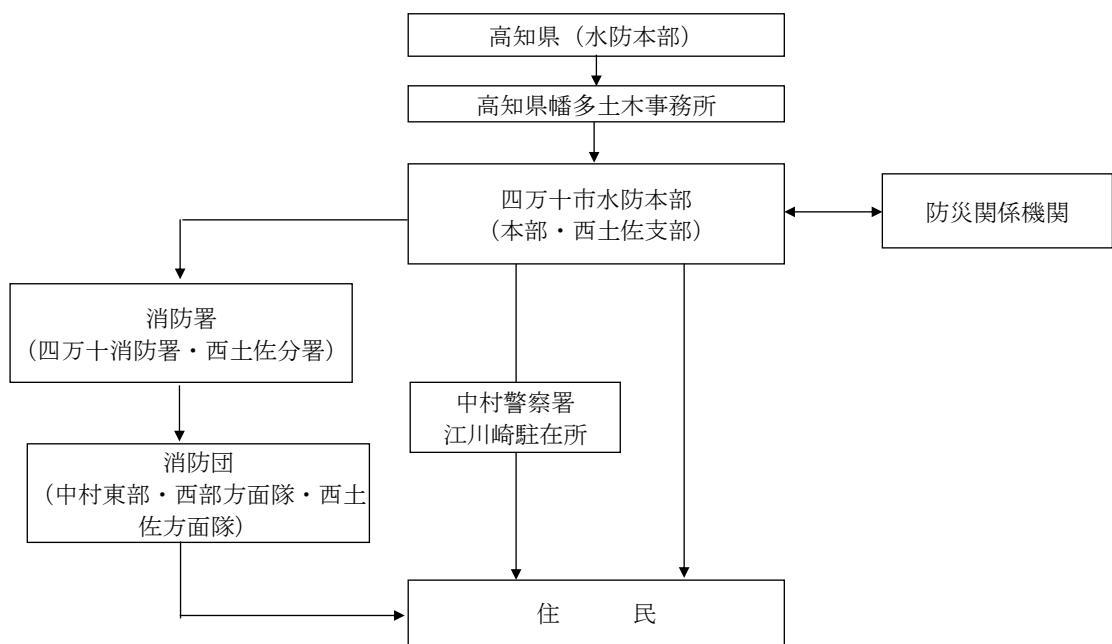 高知県（水防本部）
高知県幡多土木事務所
四万十市水防本部
（本部・西土佐支部）
防災関係機関
消防署
（四万十消防署・西土佐分署）
中村警察署
江川崎駐在所
消防団
（中村東部・西部方面隊・西土
佐方面隊）
住　　　民